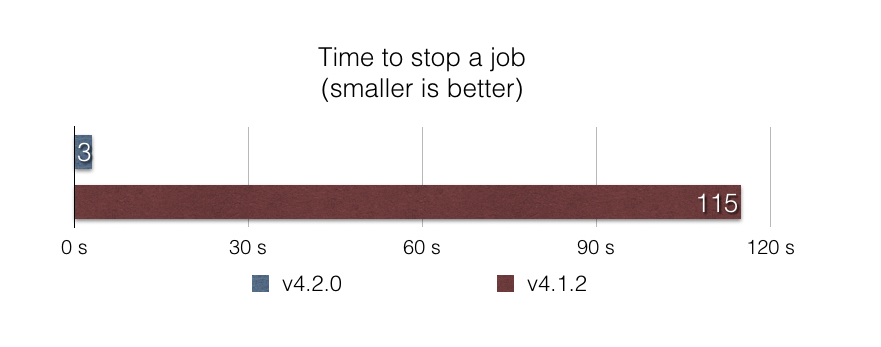 Time to stop a job
(smaller is better)
3
115
0 s 30 s 60 s 90 s 120 s
v4.2.0 v4.1.2